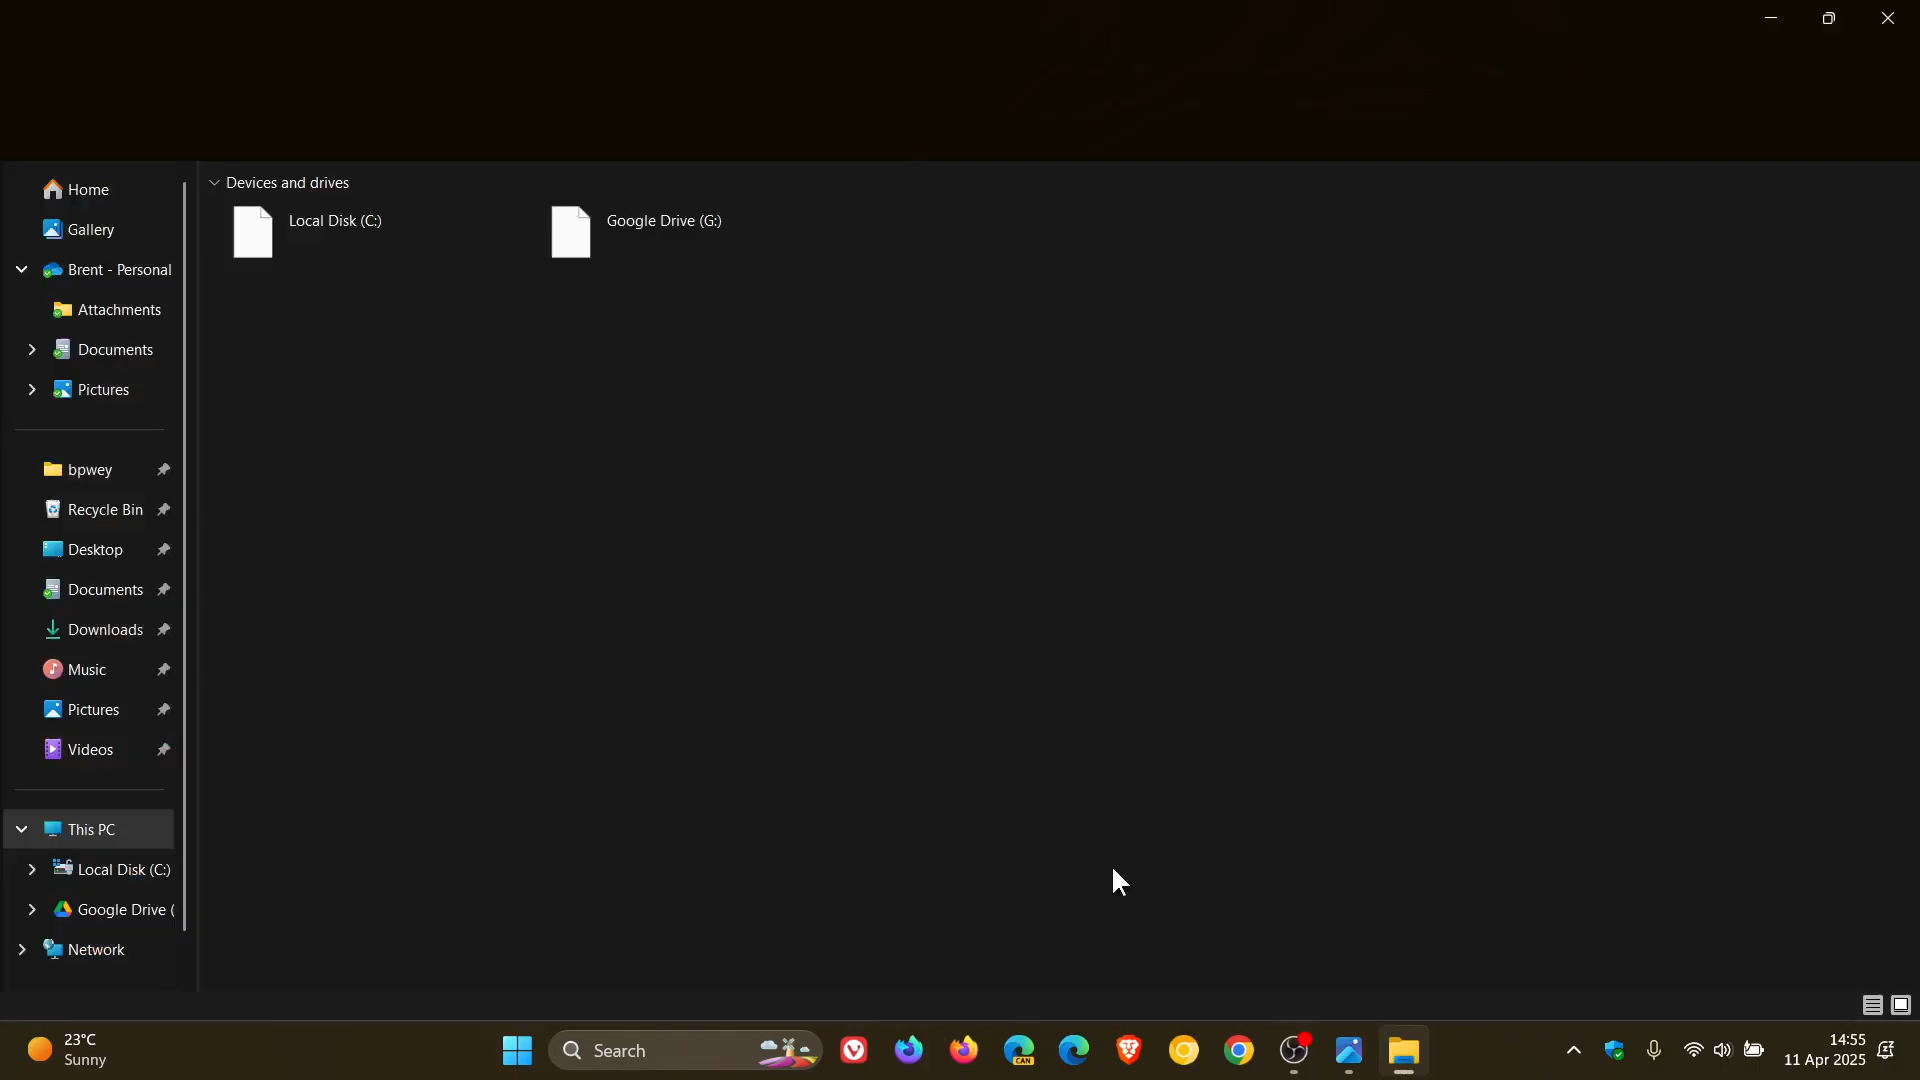 Home
Gallery
Brent - Personal
Attachments
Documents
Pictures
bpwey
Recycle Bin
Desktop
Documents
Downloads
Music
Pictures
Videos
This PC
Local Disk (C:)
Google Drive (
Network
Devices and drives
Local Disk (C:)
Google Drive (G:)
23°C
Sunny
Search
CAN
14:55
11 Apr 2025